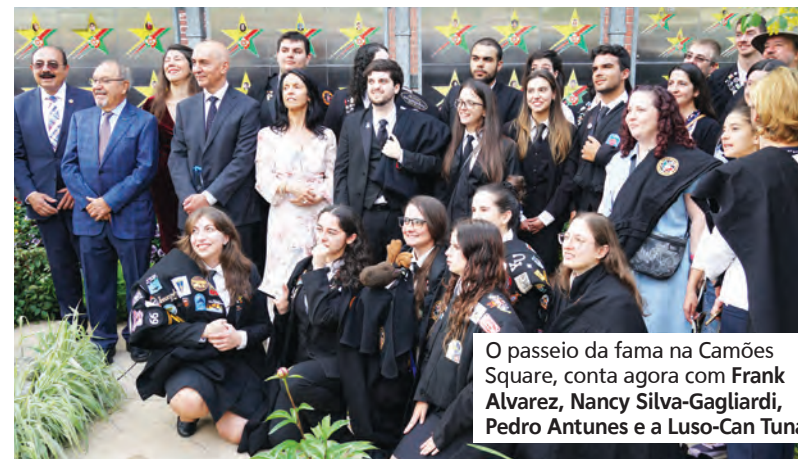 O passeio da fama na Camões
Square, conta agora com Frank
Alvarez, Nancy Silva-Gagliardi,
Pedro Antunes e a Luso-Can Tuna